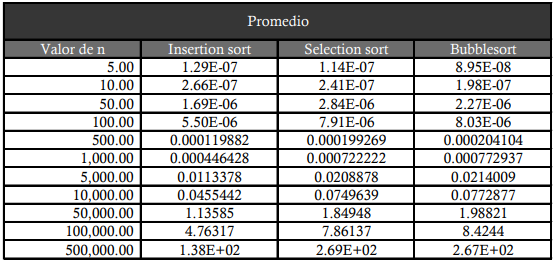 Promedio
Valor de n Insertion sort Selection sort Bubblesort
5.00 1.29E-07 1.14E-07 8.95E-08
10.00 2.66E-07 2.41E-07 1.98E-07
50.00 1.69E-06 2.84E-06 2.27E-06
100.00 5.50E-06 7.91E-06 8.03E-06
500.00 0.000119882 0.000199269 0.000204104
1,000.00 0.000446428 0.000722222 0.000772937
5,000.00 0.0113378 0.0208878 0.0214009
10,000.00 0.0455442 0.0749639 0.0772877
50,000.00 1.13585 1.84948 1.98821
100,000.00 4.76317 7.86137 8.4244
500,000.00 1.38E+02 2.69E+02 2.67E+02